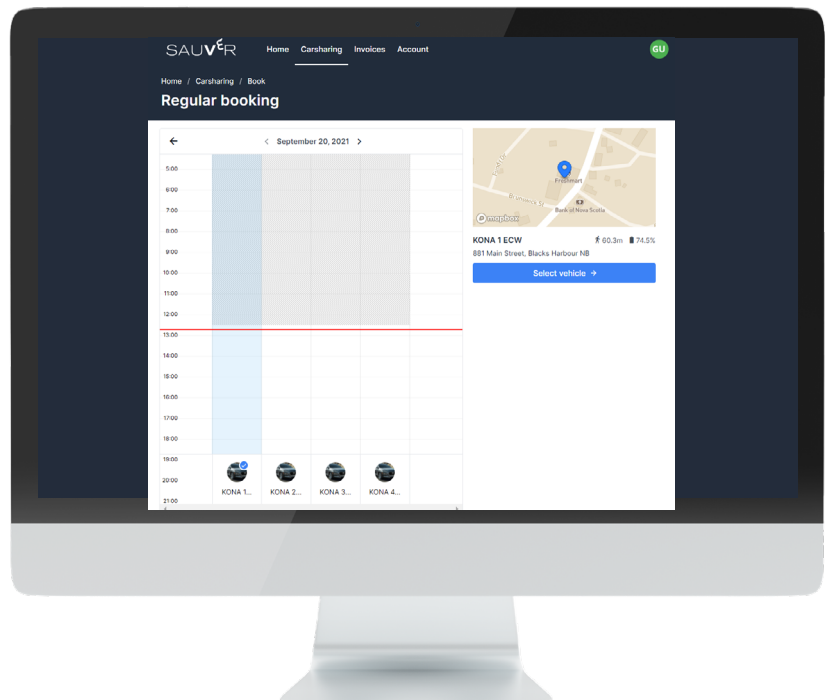 SAUVÉR
Home Carsharing Invoices Account
GU
Home / Carsharing / Book
Regular booking
September 20, 2021
5:00
6:00
7:00
8:00
9:00
10:00
11:00
12:00
13:00
14:00
15:00
16:00
17:00
18:00
19:00
20:00
21:00
KONA 1... KONA 2... KONA 3... KONA 4...
Freshmart
Bank of Nova Scotia
mapbox
KONA 1 ECW 60.3m 74.5%
881 Main Street, Blacks Harbour NB
Select vehicle →